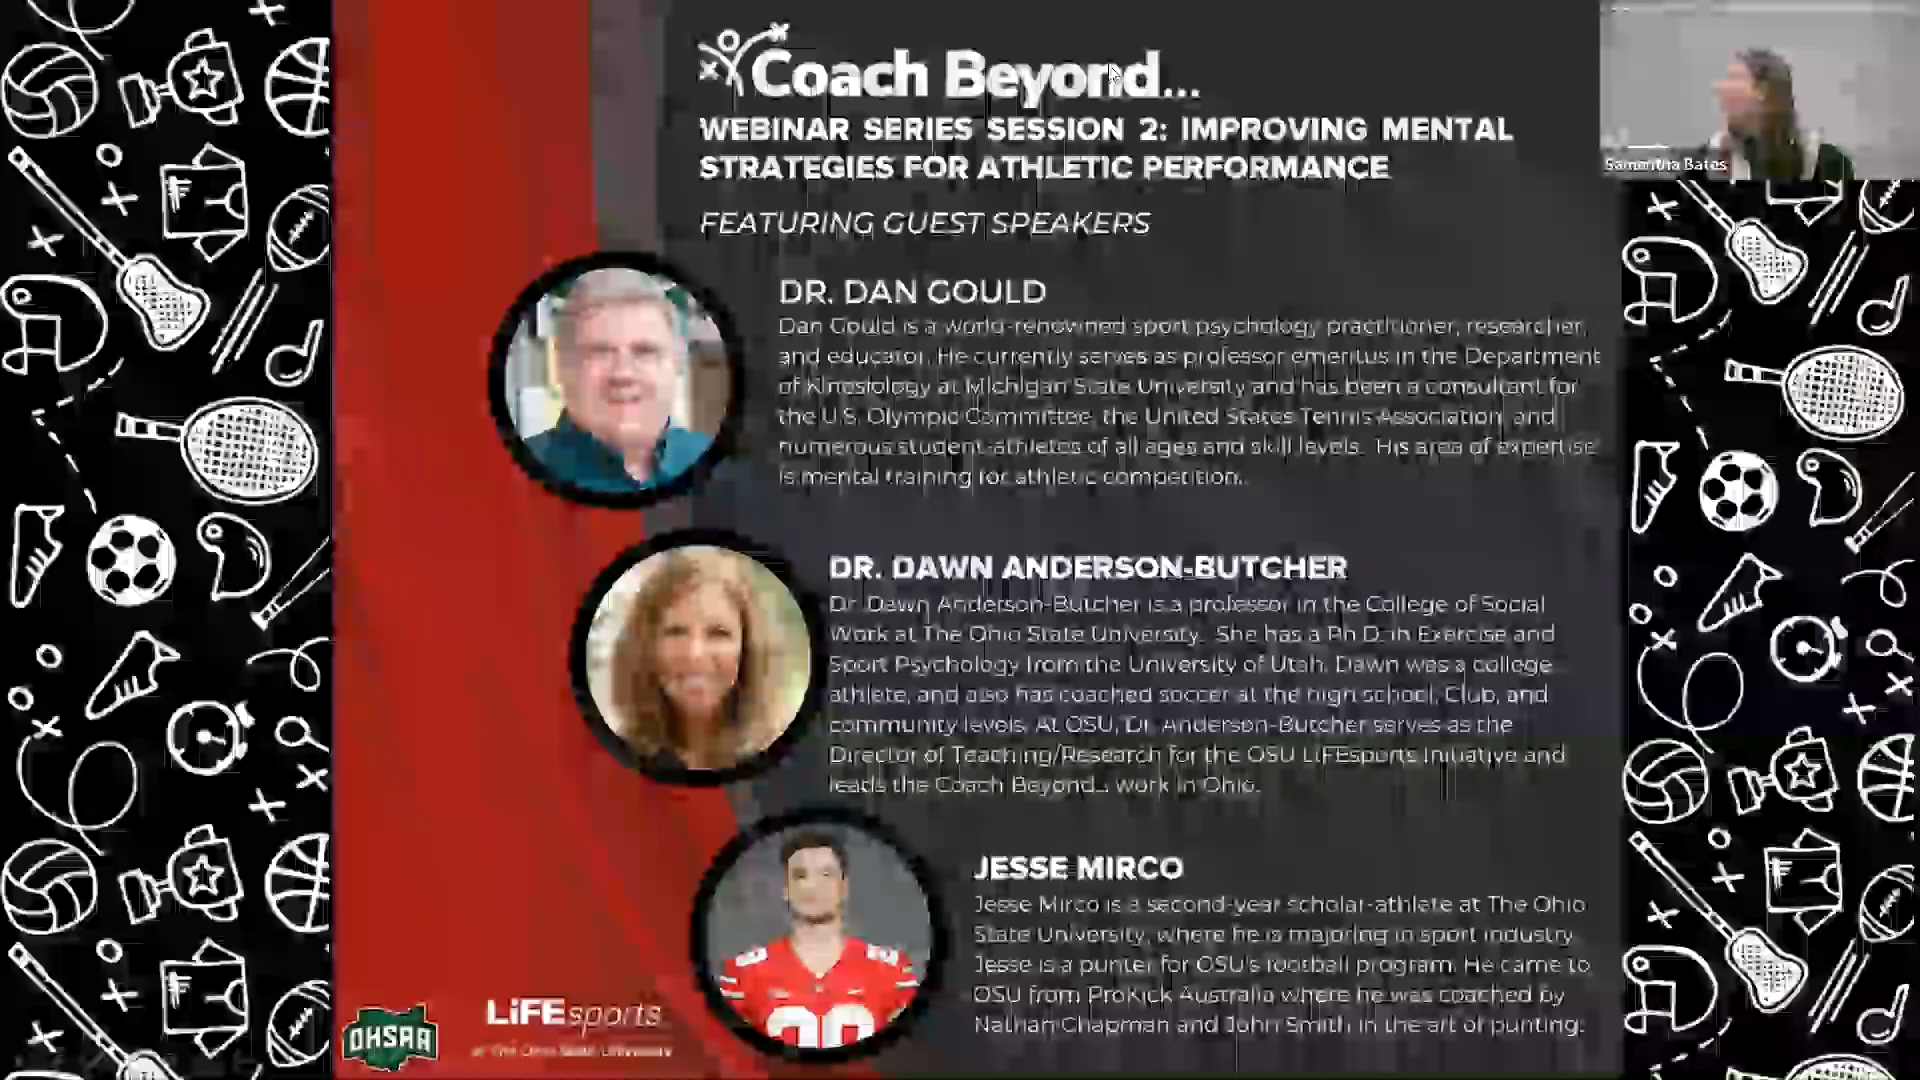 Coach Beyond...
WEBINAR SERIES SESSION 2: IMPROVING MENTAL
STRATEGIES FOR ATHLETIC PERFORMANCE
FEATURING GUEST SPEAKERS
Samantha Bates
DR. DAN GOULD
Dan Gould is a world-renowned sport psychology practitioner, researcher,
and educator. He currently serves as professor emeritus in the Department
of Kinesiology at Michigan State University and has been a consultant for
the U.S. Olympic Committee, the United States Tennis Association, and
numerous student-athletes of all ages and skill levels. His area of expertise
is mental training for athletic competition.
DR. DAWN ANDERSON-BUTCHER
Dr. Dawn Anderson-Butcher is a professor in the College of Social
Work at The Ohio State University. She has a Ph.D. in Exercise and
Sport Psychology from the University of Utah. Dawn was a college
athlete, and also has coached soccer at the high school, Club, and
community levels. At OSU, Dr. Anderson-Butcher serves as the
Director of Teaching/Research for the OSU LiFEsports Initiative and
leads the Coach Beyond... work in Ohio.
JESSE MIRCO
Jesse Mirco is a second-year scholar-athlete at The Ohio
State University, where he is majoring in sport industry.
Jesse is a punter for OSU's football program. He came to
OSU from ProKick Australia where he was coached by
Nathan Chapman and John Smith in the art of punting.
LiFEsports
at The Ohio State University
OHSAA